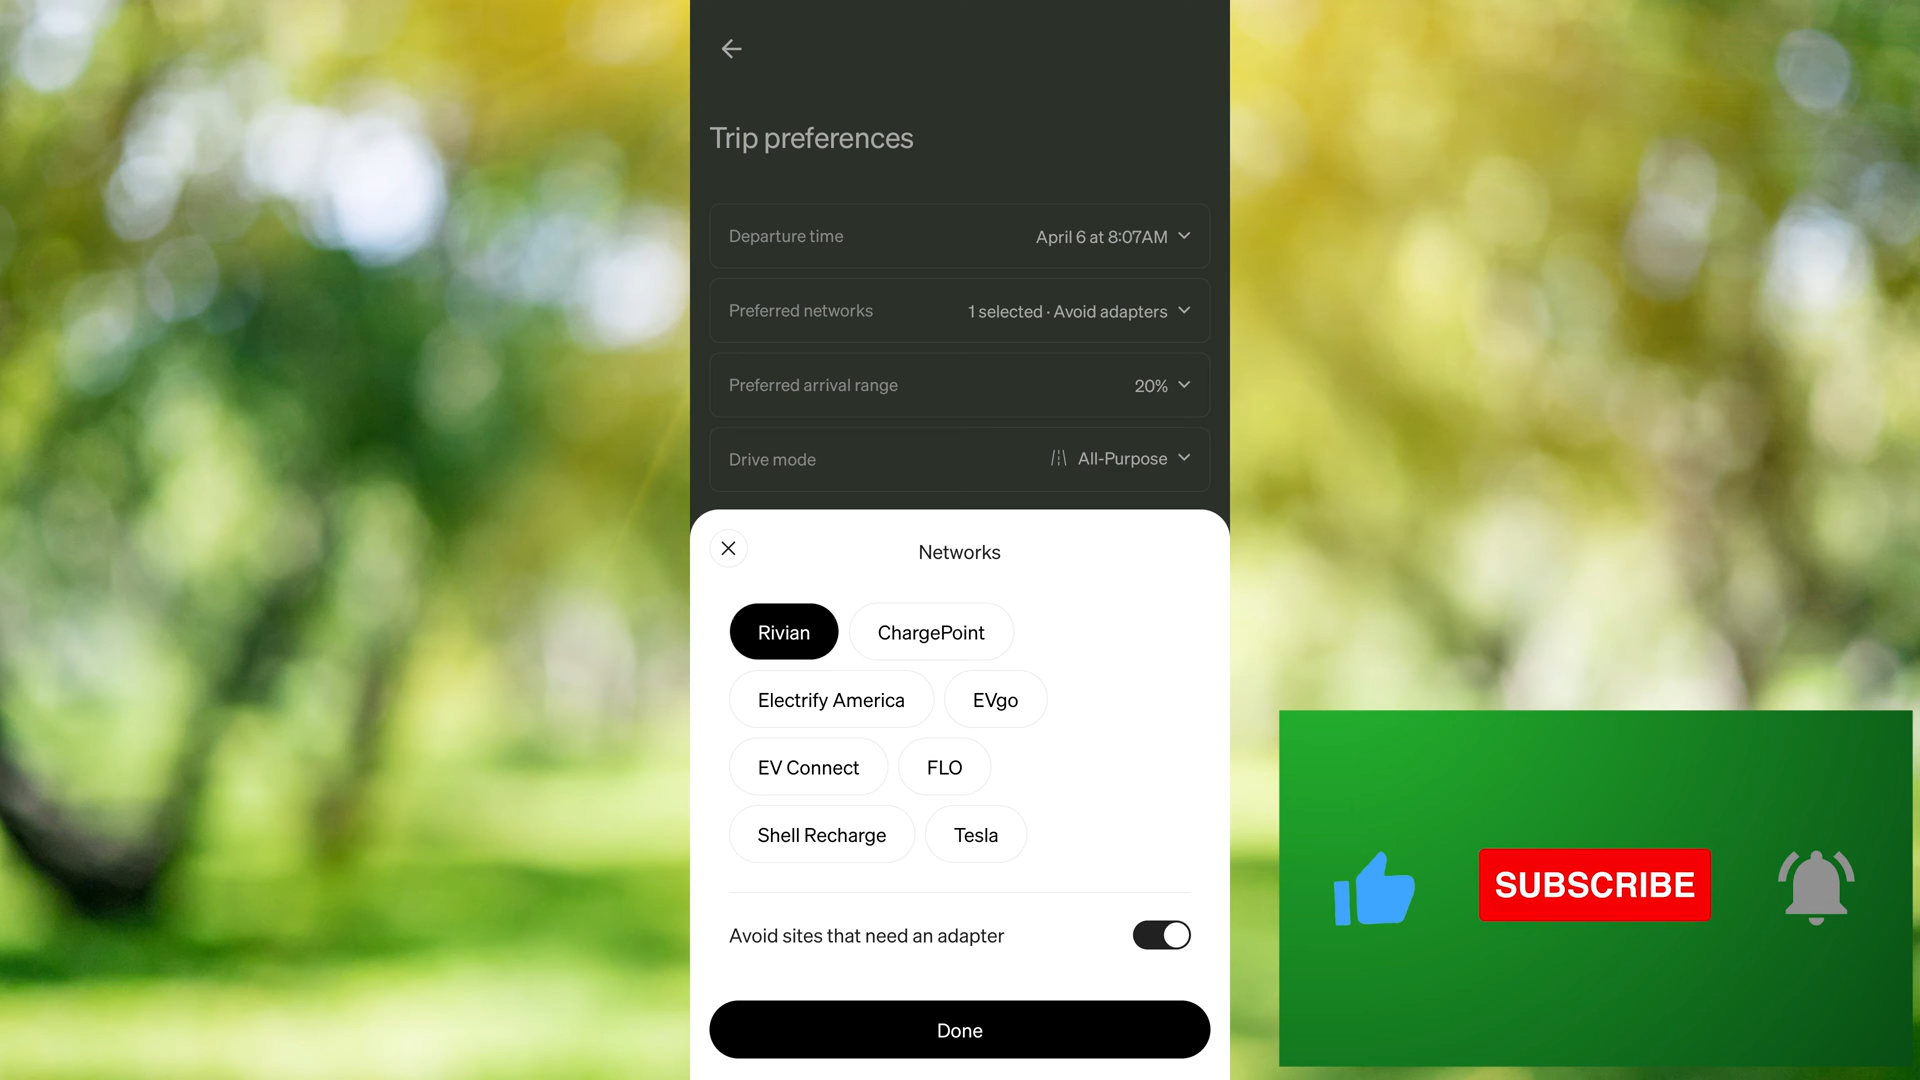 Trip preferences
Departure time April 6 at 8:07AM
Preferred networks 1 selected · Avoid adapters
Preferred arrival range 20%
Drive mode All-Purpose
Networks
Rivian ChargePoint
Electrify America EVgo
EV Connect FLO
Shell Recharge Tesla
Avoid sites that need an adapter
Done
SUBSCRIBE